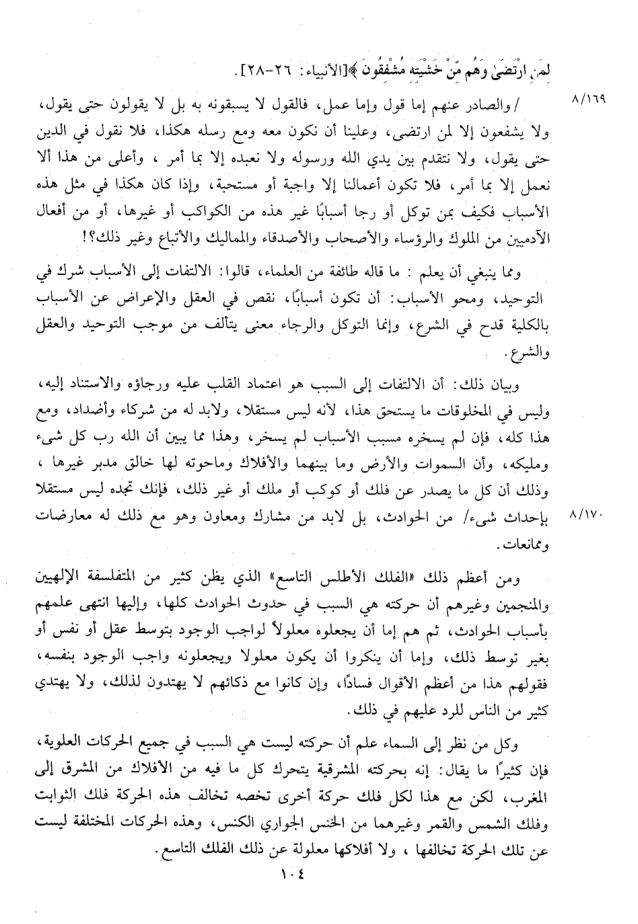 لِمَنِ ارْتَضَىٰ وَهُم مِّنْ خَشْيَتِهِ مُشْفِقُونَ ﴾[الأنبياء: ٢٦-٢٨].
٨/١٦٩
/ والصادر عنهم إما قول وإما عمل، فالقول لا يسبقونه به بل لا يقولون حتى يقول،
ولا يشفعون إلا لمن ارتضى، وعلينا أن نكون معه ومع رسله هكذا، فلا نقول في الدين
حتى يقول، ولا نتقدم بين يدي الله ورسوله ولا نعبده إلا بما أمر ، وأعلى من هذا ألا
نعمل إلا بما أمر، فلا تكون أعمالنا إلا واجبة أو مستحبة، وإذا كان هكذا في مثل هذه
الأسباب فكيف بمن توكل أو رجا أسبابًا غير هذه من الكواكب أو غيرها، أو من أفعال
الآدميين من الملوك والرؤساء والأصحاب والأصدقاء والمماليك والأتباع وغير ذلك؟!
ومما ينبغي أن يعلم : ما قاله طائفة من العلماء، قالوا: الالتفات إلى الأسباب شرك في
التوحيد، ومحو الأسباب: أن تكون أسبابًا، نقص في العقل والإعراض عن الأسباب
بالكلية قدح في الشرع، وإنما التوكل والرجاء معنى يتألف من موجب التوحيد والعقل
والشرع.
وبيان ذلك: أن الالتفات إلى السبب هو اعتماد القلب عليه ورجاؤه والاستناد إليه،
وليس في المخلوقات ما يستحق هذا، لأنه ليس مستقلا، ولابد له من شركاء وأضداد، ومع
هذا كله، فإن لم يسخره مسبب الأسباب لم يسخر، وهذا مما يبين أن الله رب كل شىء
ومليكه، وأن السموات والأرض وما بينهما والأفلاك وماحوته لها خالق مدبر غيرها ،
وذلك أن كل ما يصدر عن فلك أو كوكب أو ملك أو غير ذلك، فإنك تجده ليس مستقلا
٨/١٧٠
بإحداث شىء/ من الحوادث، بل لابد من مشارك ومعاون وهو مع ذلك له معارضات
وممانعات.
ومن أعظم ذلك «الفلك الأطلس التاسع» الذي يظن كثير من المتفلسفة الإلهيين
والمنجمين وغيرهم أن حركته هي السبب في حدوث الحوادث كلها، وإليها انتهى علمهم
بأسباب الحوادث، ثم هم إما أن يجعلوه معلولاً لواجب الوجود بتوسط عقل أو نفس أو
بغير توسط ذلك، وإما أن ينكروا أن يكون معلولا ويجعلونه واجب الوجود بنفسه،
فقولهم هذا من أعظم الأقوال فسادًا، وإن كانوا مع ذكائهم لا يهتدون لذلك، ولا يهتدي
كثير من الناس للرد عليهم في ذلك.
وكل من نظر إلى السماء علم أن حركته ليست هي السبب في جميع الحركات العلوية،
فإن كثيرًا ما يقال: إنه بحركته المشرقية يتحرك كل ما فيه من الأفلاك من المشرق إلى
المغرب، لكن مع هذا لكل فلك حركة أخرى تخصه تخالف هذه الحركة فلك الثوابت
وفلك الشمس والقمر وغيرهما من الخنس الجواري الكنس، وهذه الحركات المختلفة ليست
عن تلك الحركة تخالفها ، ولا أفلاكها معلولة عن ذلك الفلك التاسع.
١٠٤